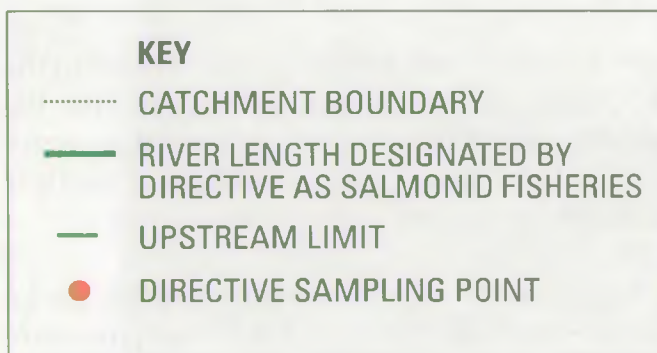 KEY
CATCHMENT BOUNDARY
RIVER LENGTH DESIGNATED BY
DIRECTIVE AS SALMONID FISHERIES
UPSTREAM LIMIT
DIRECTIVE SAMPLING POINT